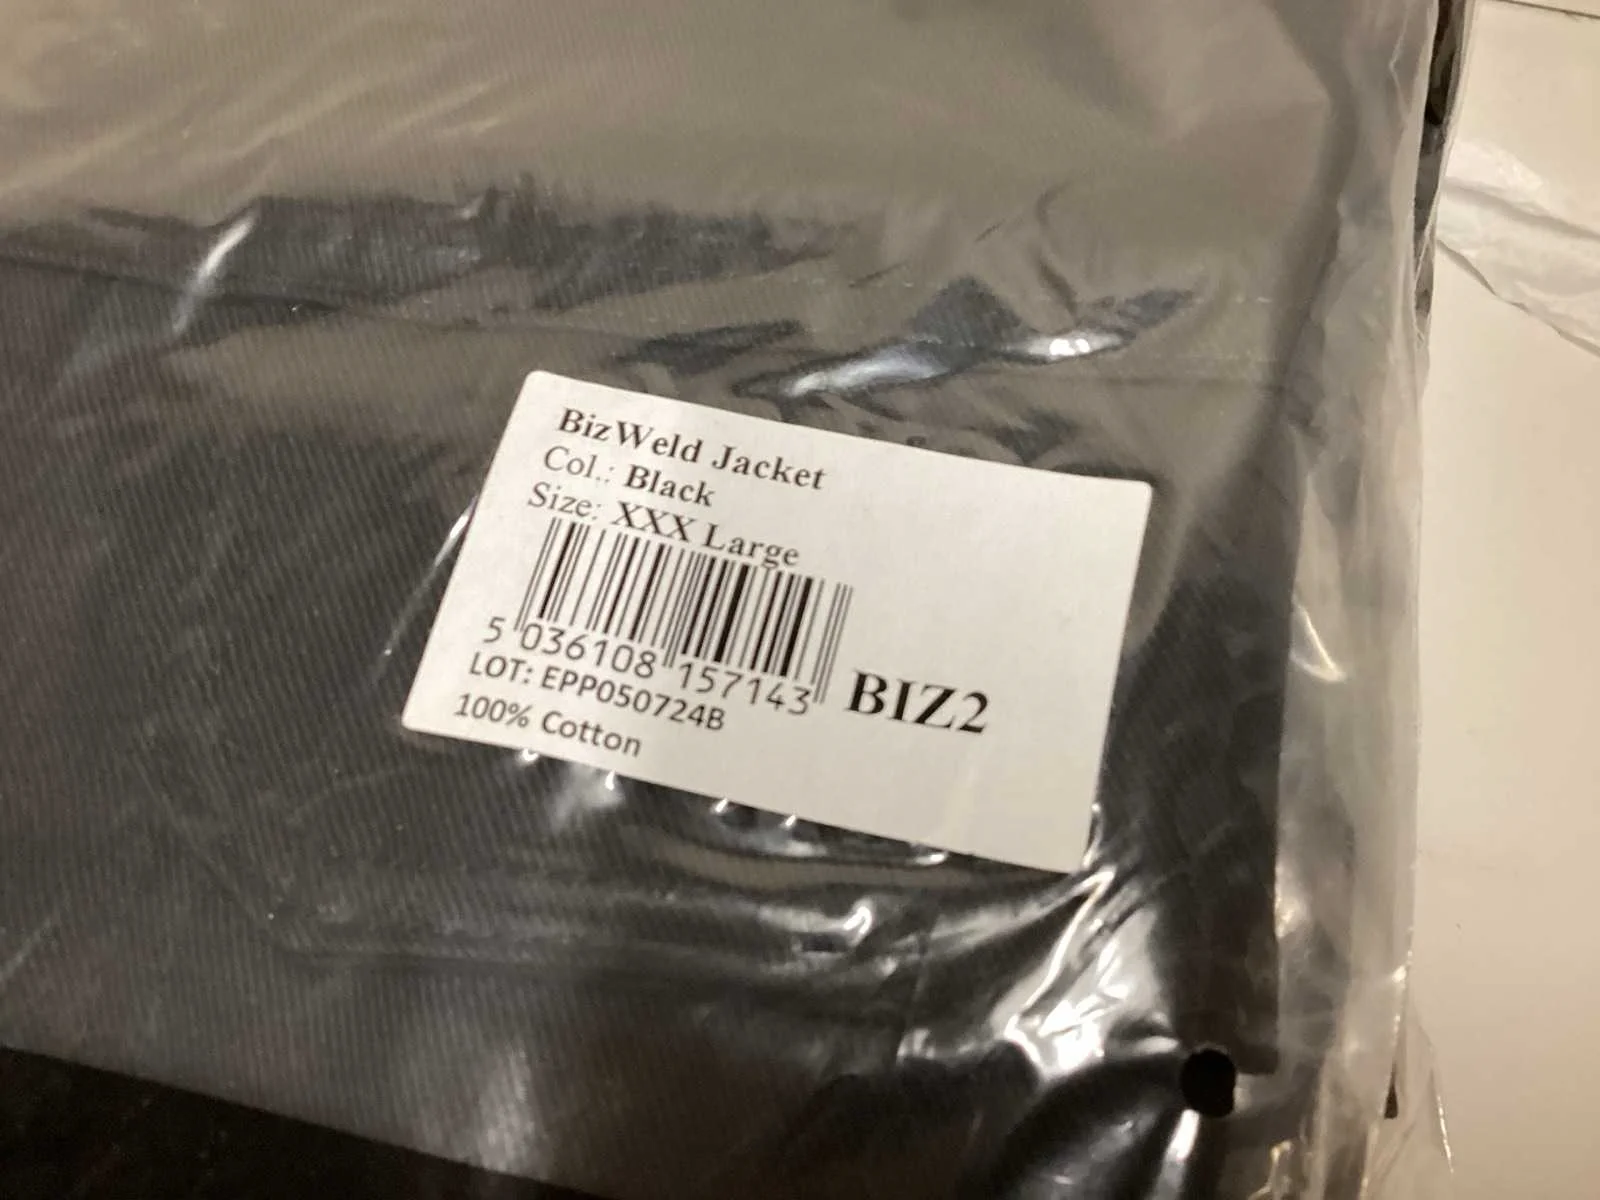 BizWeld Jacket
Col.: Black
Size: XXX Large
5 036108 157143
BIZ2
LOT: EPP050724B
100% Cotton